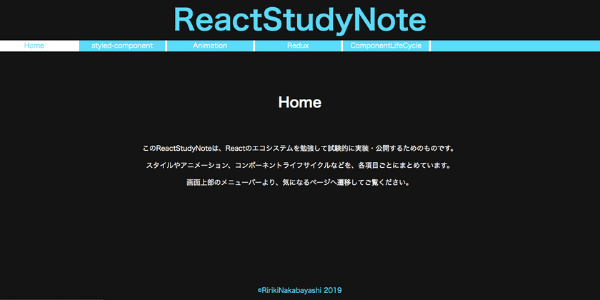 ReactStudyNote
Home styled-component Animation Redux ComponentLifeCycle
Home
このReactStudyNoteは、Reactのエコシステムを勉強して試験的に実装・公開するためのものです。
スタイルやアニメーション、コンポーネントライフサイクルなどを、各項目ごとにまとめています。
画面上部のメニューバーより、気になるページへ遷移してご覧ください。
©RirikiNakabayashi 2019